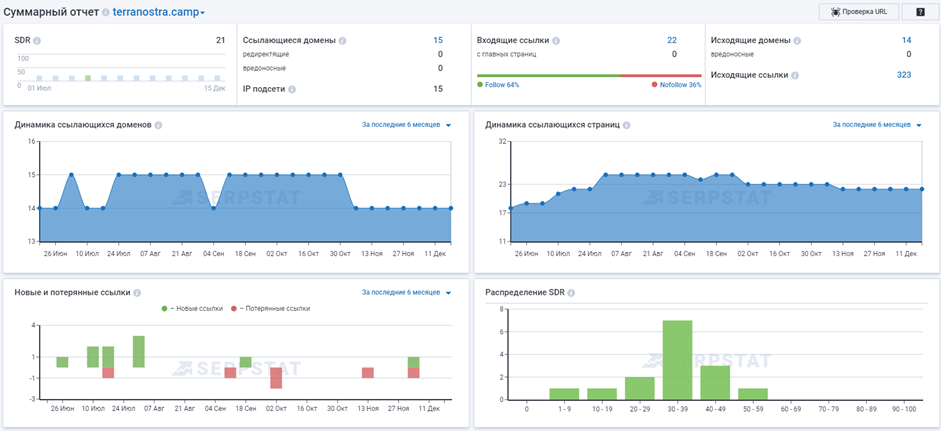 Суммарный отчет terranostra.camp
Проверка URL
SDR 21
100
50
0
01 Июл 15 Дек
Ссылающиеся домены 15
редиректящие 0
вредоносные 0
IP подсети 15
Входящие ссылки 22
с главных страниц 0
Follow 64% Nofollow 36%
Исходящие домены 14
вредоносные 0
Исходящие ссылки 323
Динамика ссылающихся доменов За последние 6 месяцев
16
15
14
13
SERPSTAT
26 Июн 10 Июл 24 Июл 07 Авг 21 Авг 04 Сен 18 Сен 02 Окт 16 Окт 30 Окт 13 Ноя 27 Ноя 11 Дек
Динамика ссылающихся страниц За последние 6 месяцев
32
23
17
11
SERPSTAT
26 Июн 10 Июл 24 Июл 07 Авг 21 Авг 04 Сен 18 Сен 02 Окт 16 Окт 30 Окт 13 Ноя 27 Ноя 11 Дек
Новые и потерянные ссылки За последние 6 месяцев
– Новые ссылки – Потерянные ссылки
4
1
-1
-3
SERPSTAT
26 Июн 10 Июл 24 Июл 07 Авг 21 Авг 04 Сен 18 Сен 02 Окт 16 Окт 30 Окт 13 Ноя 27 Ноя 11 Дек
Распределение SDR
8
6
4
2
0
SERPSTAT
0 1 - 9 10 - 19 20 - 29 30 - 39 40 - 49 50 - 59 60 - 69 70 - 79 80 - 89 90 - 100